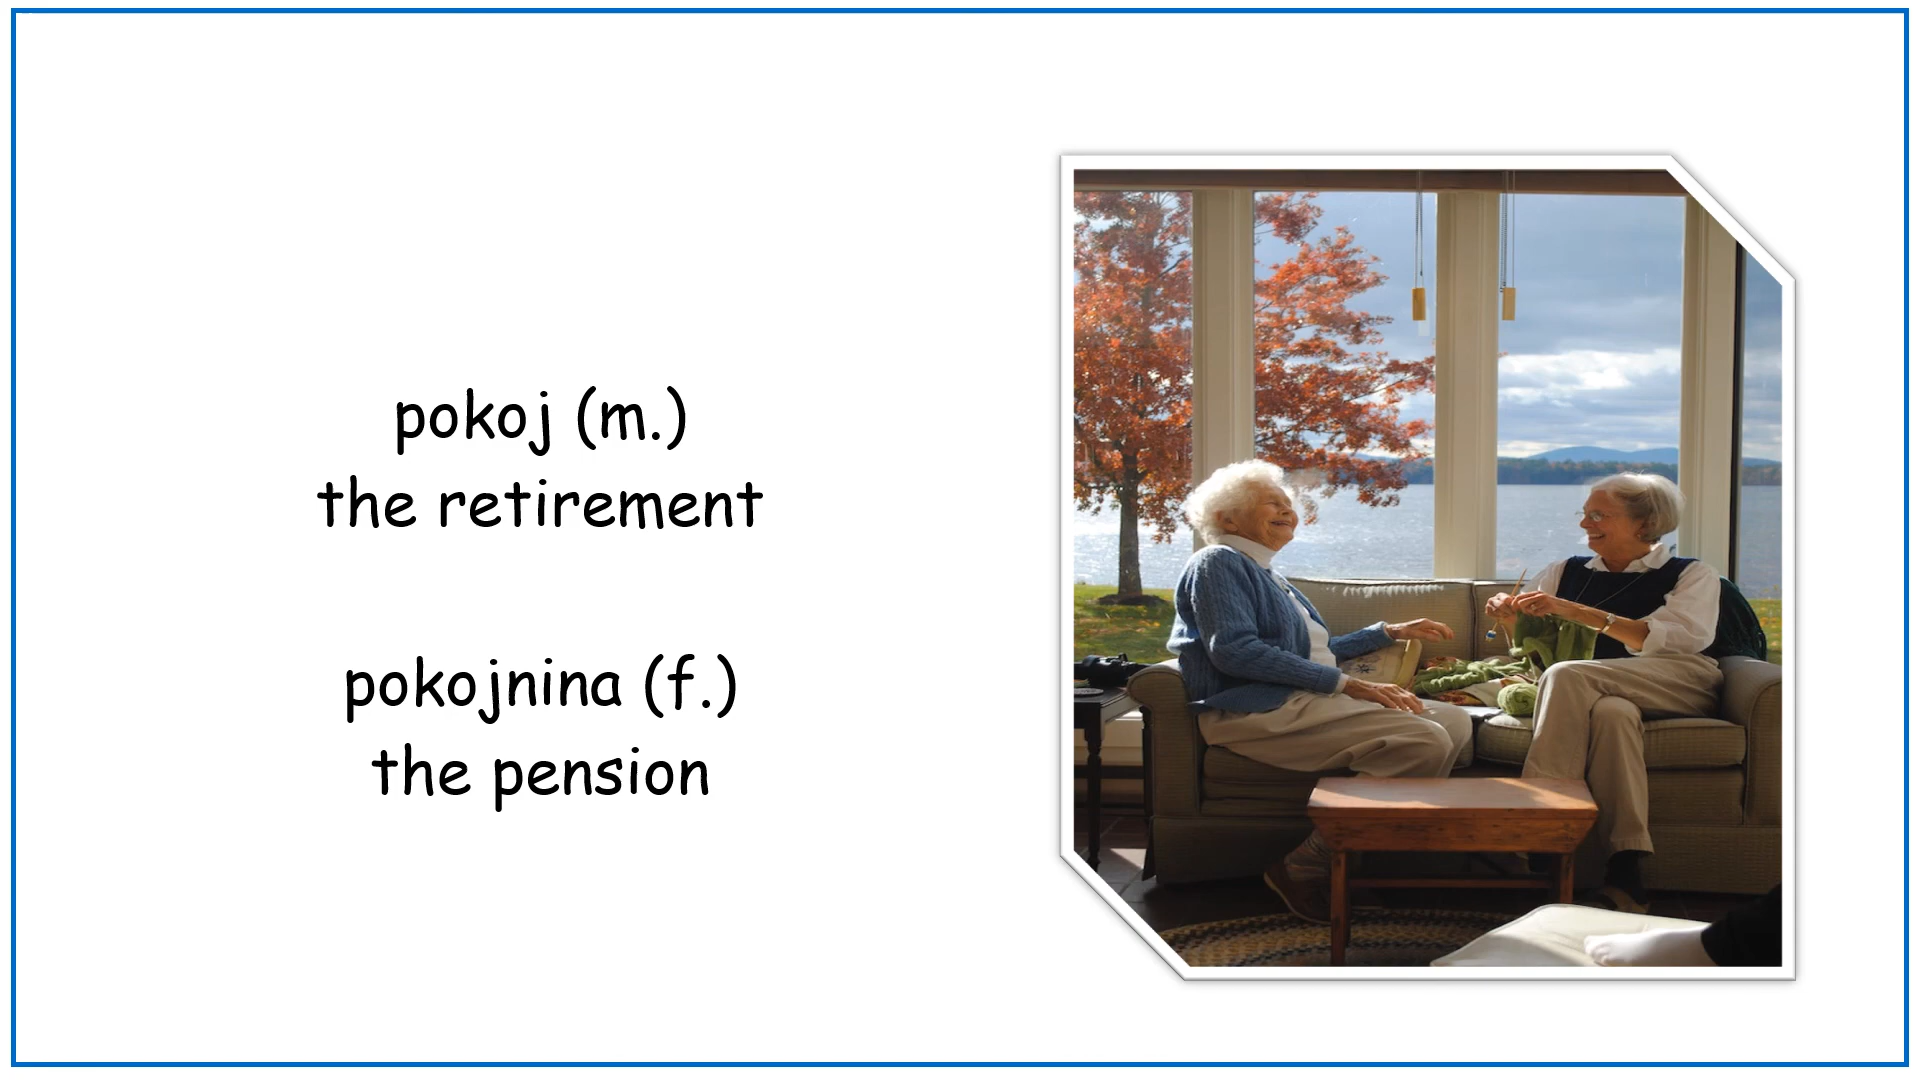 pokoj (m.)
the retirement
pokojnina (f.)
the pension